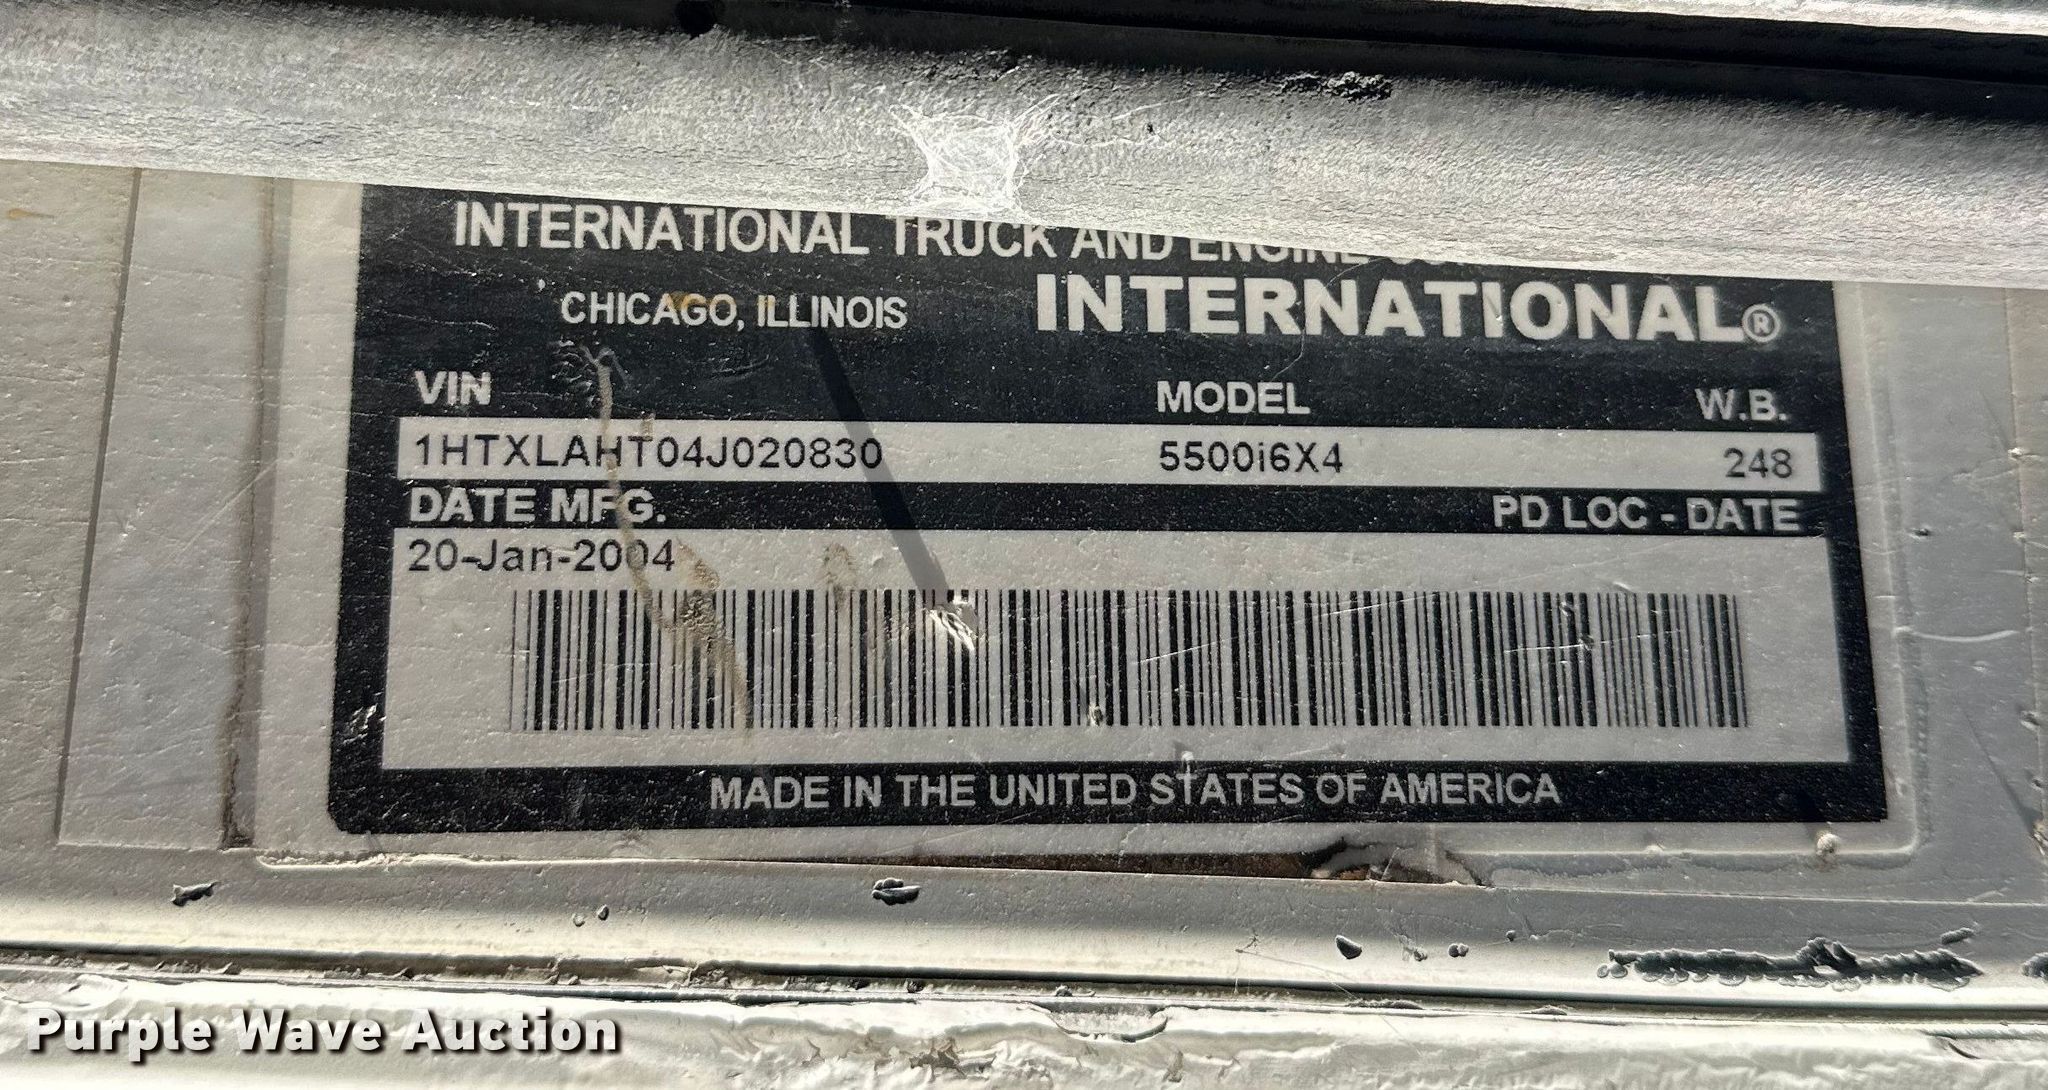 INTERNATIONAL TRUCK AND ENGINE
CHICAGO, ILLINOIS
INTERNATIONAL®
VIN MODEL W.B.
1HTXLAHT04J020830 5500i6X4 248
DATE MFG. PD LOC - DATE
20-Jan-2004
MADE IN THE UNITED STATES OF AMERICA
Purple Wave Auction